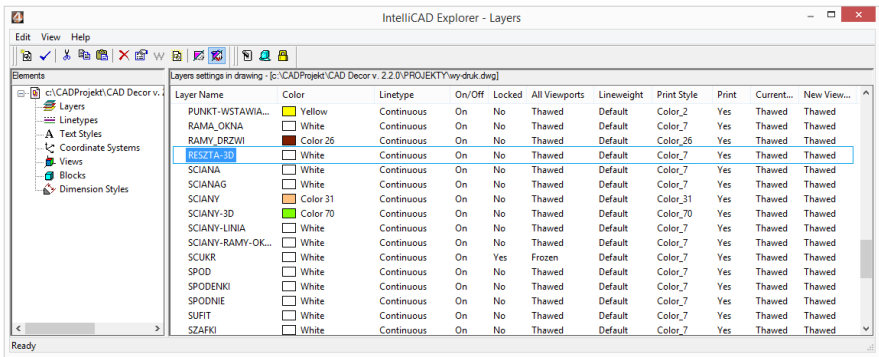 IntelliCAD Explorer - Layers
Edit View Help
Elements
Layers settings in drawing - [c:\CADProjekt\CAD Decor v. 2.2.0\PROJEKTY\wy-druk.dwg]
c:\CADProjekt\CAD Decor v. 2
Layers
Linetypes
Text Styles
Coordinate Systems
Views
Blocks
Dimension Styles
Layer Name Color Linetype On/Off Locked All Viewports Lineweight Print Style Print Current... New View...
PUNKT-WSTAWIA... Yellow Continuous On No Thawed Default Color_2 Yes Thawed Thawed
RAMA_OKNA White Continuous On No Thawed Default Color_7 Yes Thawed Thawed
RAMY_DRZWI Color 26 Continuous On No Thawed Default Color_26 Yes Thawed Thawed
RESZTA-3D White Continuous On No Thawed Default Color_7 Yes Thawed Thawed
SCIANA White Continuous On No Thawed Default Color_7 Yes Thawed Thawed
SCIANAG White Continuous On No Thawed Default Color_7 Yes Thawed Thawed
SCIANY Color 31 Continuous On No Thawed Default Color_31 Yes Thawed Thawed
SCIANY-3D Color 70 Continuous On No Thawed Default Color_70 Yes Thawed Thawed
SCIANY-LINIA White Continuous On No Thawed Default Color_7 Yes Thawed Thawed
SCIANY-RAMY-OK... White Continuous On No Thawed Default Color_7 Yes Thawed Thawed
SCUKR White Continuous On Yes Frozen Default Color_7 Yes Thawed Thawed
SPOD White Continuous On No Thawed Default Color_7 Yes Thawed Thawed
SPODENKI White Continuous On No Thawed Default Color_7 Yes Thawed Thawed
SPODNIE White Continuous On No Thawed Default Color_7 Yes Thawed Thawed
SUFIT White Continuous On No Thawed Default Color_7 Yes Thawed Thawed
SZAFKI White Continuous On No Thawed Default Color_7 Yes Thawed Thawed
Ready